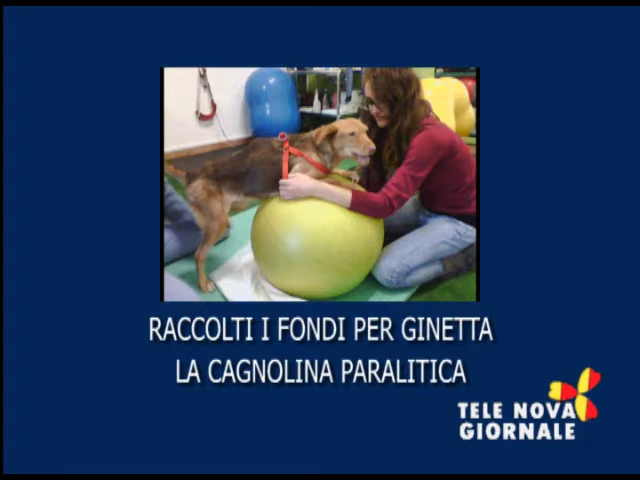 RACCOLTI I FONDI PER GINETTA
LA CAGNOLINA PARALITICA
TELE NOVA
GIORNALE